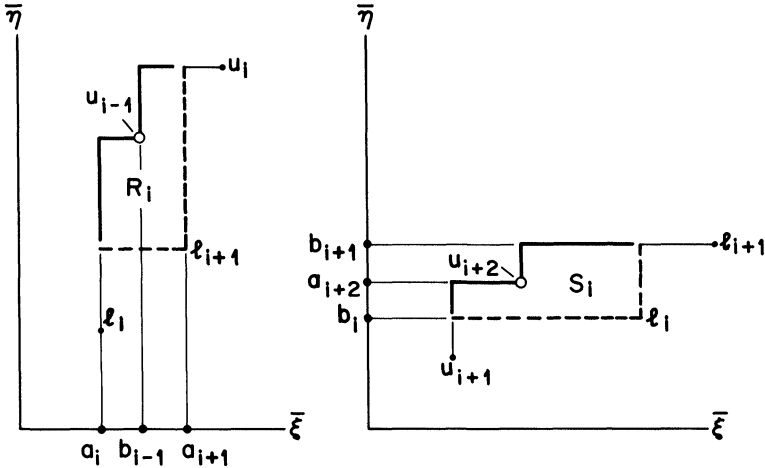 η̅
u_i
u_{i-1}
R_i
ℓ_{i+1}
ℓ_i
ξ̅
a_i b_{i-1} a_{i+1}
η̅
b_{i+1}
ℓ_{i+1}
u_{i+2}
a_{i+2}
S_i
b_i
ℓ_i
u_{i+1}
ξ̅